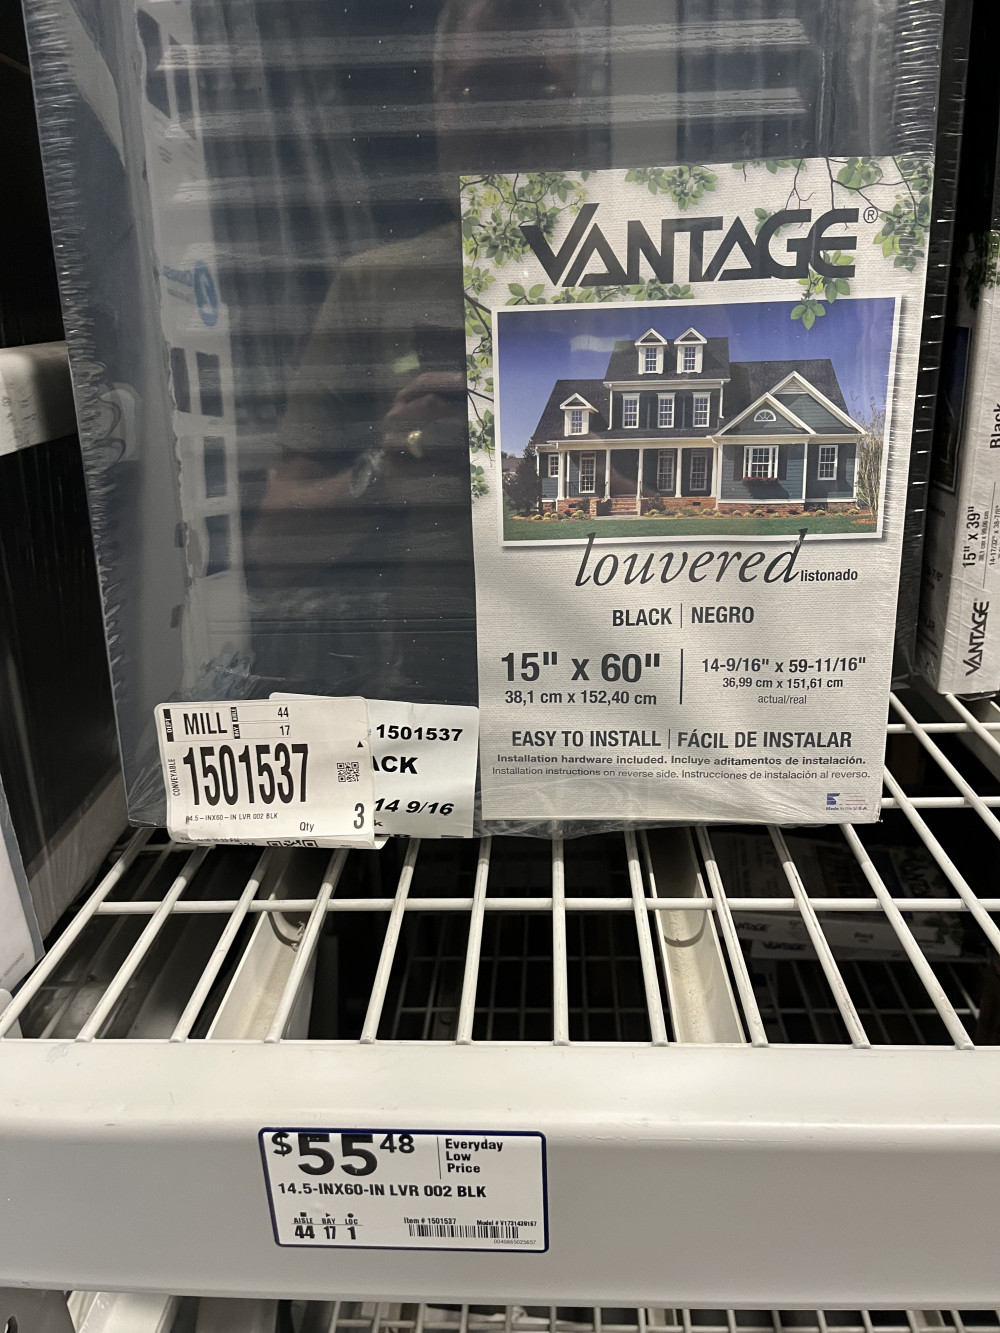 VANTAGE®
louvered listonado
BLACK | NEGRO
15" x 60"
38,1 cm x 152,40 cm
14-9/16" x 59-11/16"
36,99 cm x 151,61 cm
actual/real
EASY TO INSTALL | FÁCIL DE INSTALAR
Installation hardware included. Incluye aditamentos de instalación.
Installation instructions on reverse side. Instrucciones de instalación al reverso.
MILL
44
17
CONVEYABLE
1501537
14.5-INX60-IN LVR 002 BLK
Qty 3
1501537
ACK
14 9/16
Black
15" x 39"
VANTAGE
$55 48
Everyday
Low
Price
14.5-INX60-IN LVR 002 BLK
AISLE BAY LOC
44 17 1
Item # 1501537